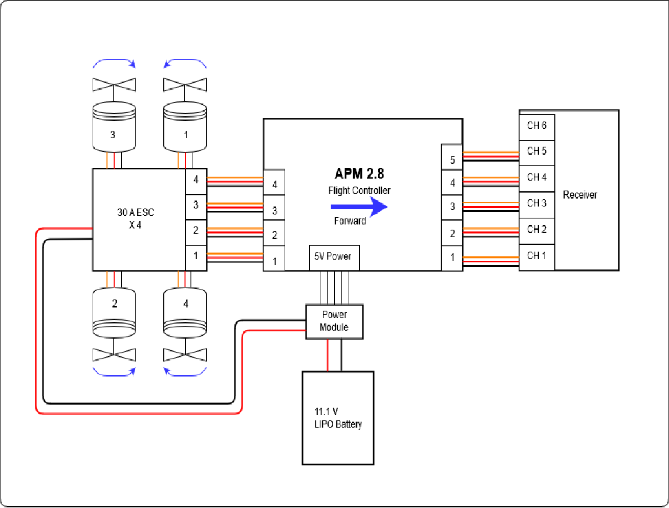 3
1
30 A ESC
X 4
4
3
2
1
2
4
4
3
2
1
APM 2.8
Flight Controller
Forward
5V Power
5
4
3
2
1
CH 6
CH 5
CH 4
CH 3
CH 2
CH 1
Receiver
Power
Module
11.1 V
LIPO Battery